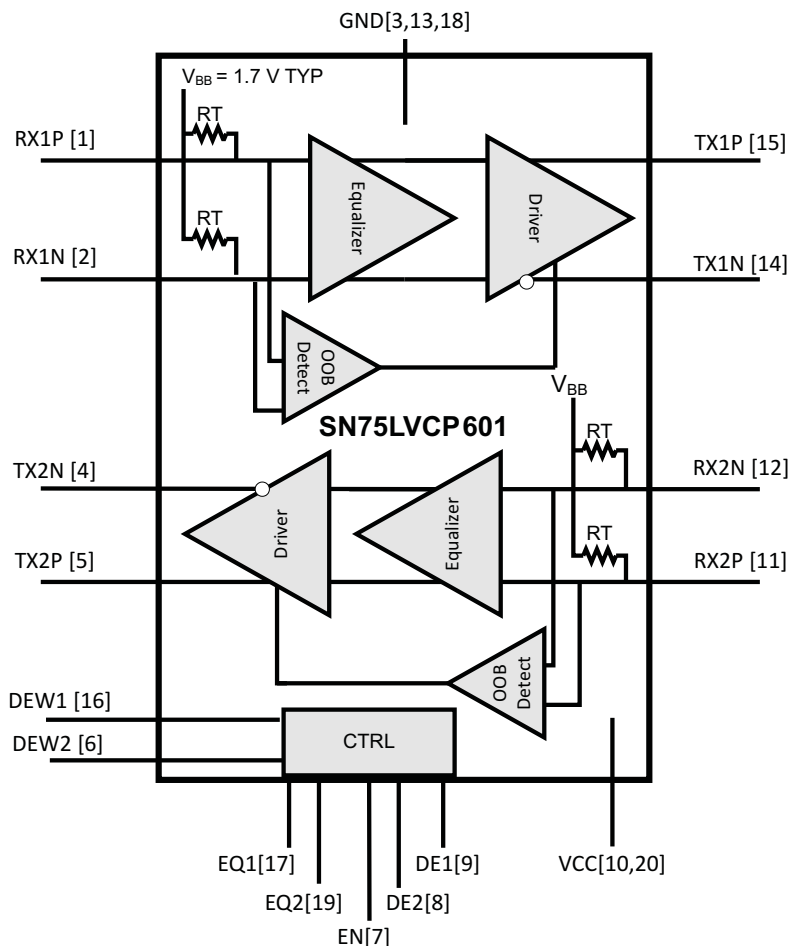 GND[3,13,18]
VBB = 1.7 V TYP
RT
RX1P [1]
TX1P [15]
Equalizer
Driver
RT
RX1N [2]
TX1N [14]
OOB
Detect
VBB
SN75LVCP601
RT
TX2N [4]
RX2N [12]
Driver
Equalizer
RT
TX2P [5]
RX2P [11]
OOB
Detect
DEW1 [16]
CTRL
DEW2 [6]
EQ1[17]
DE1[9]
VCC[10,20]
EQ2[19]
DE2[8]
EN[7]